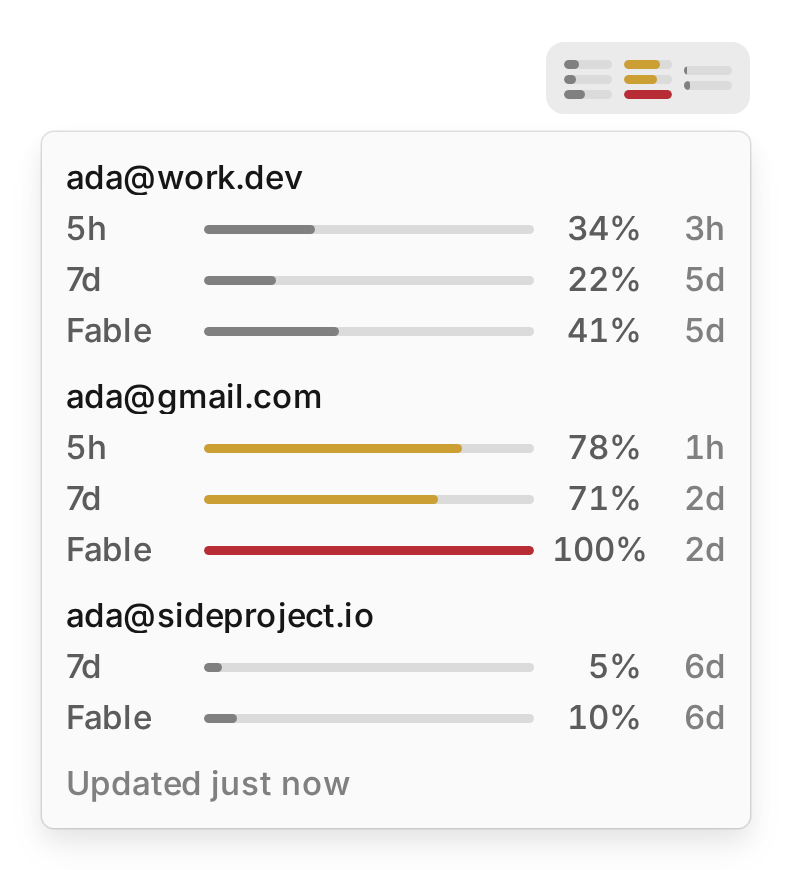 ada@work.dev
5h 34% 3h
7d 22% 5d
Fable 41% 5d
ada@gmail.com
5h 78% 1h
7d 71% 2d
Fable 100% 2d
ada@sideproject.io
7d 5% 6d
Fable 10% 6d
Updated just now